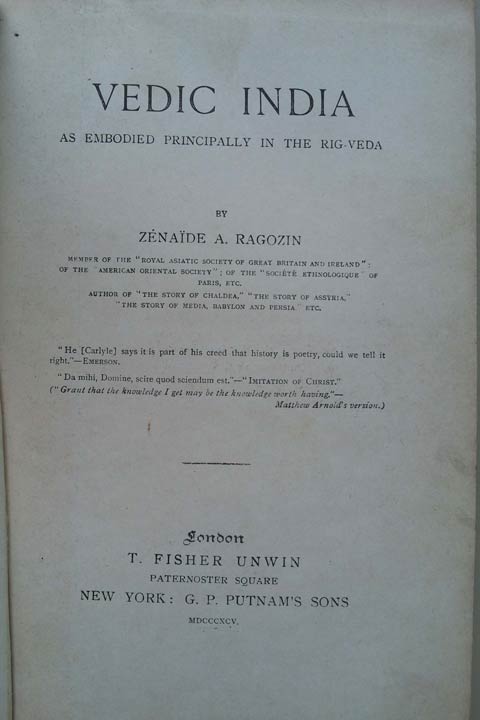 VEDIC INDIA
AS EMBODIED PRINCIPALLY IN THE RIG-VEDA
BY
ZÉNAÏDE A. RAGOZIN
MEMBER OF THE "ROYAL ASIATIC SOCIETY OF GREAT BRITAIN AND IRELAND";
OF THE "AMERICAN ORIENTAL SOCIETY"; OF THE "SOCIÉTÉ ETHNOLOGIQUE" OF
PARIS, ETC.
AUTHOR OF "THE STORY OF CHALDEA," "THE STORY OF ASSYRIA,"
"THE STORY OF MEDIA, BABYLON AND PERSIA" ETC.
"He [Carlyle] says it is part of his creed that history is poetry, could we tell it
right."—EMERSON.
"Da mihi, Domine, scire quod sciendum est."—"IMITATION OF CHRIST."
("Grant that the knowledge I get may be the knowledge worth having."—
Matthew Arnold's version.)
London
T. FISHER UNWIN
PATERNOSTER SQUARE
NEW YORK: G. P. PUTNAM'S SONS
MDCCCXCV.